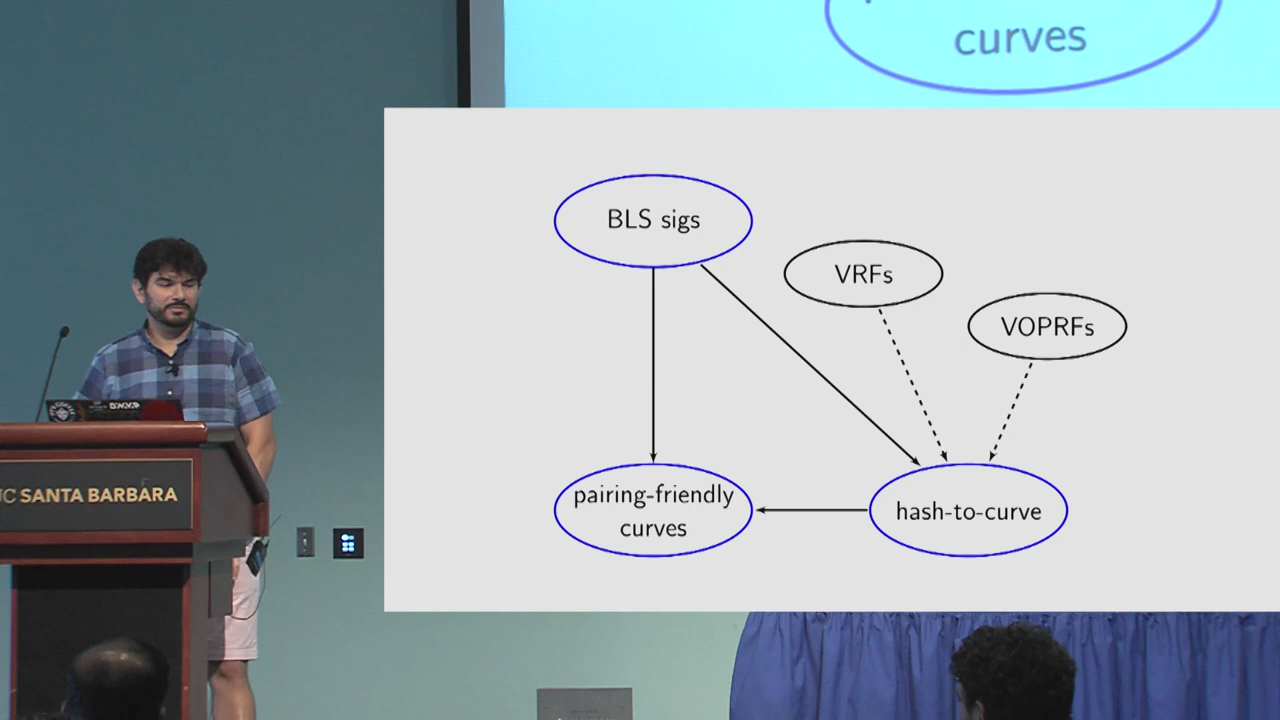 curves
BLS sigs
VRFs
VOPRFs
pairing-friendly
curves
hash-to-curve
UC SANTA BARBARA